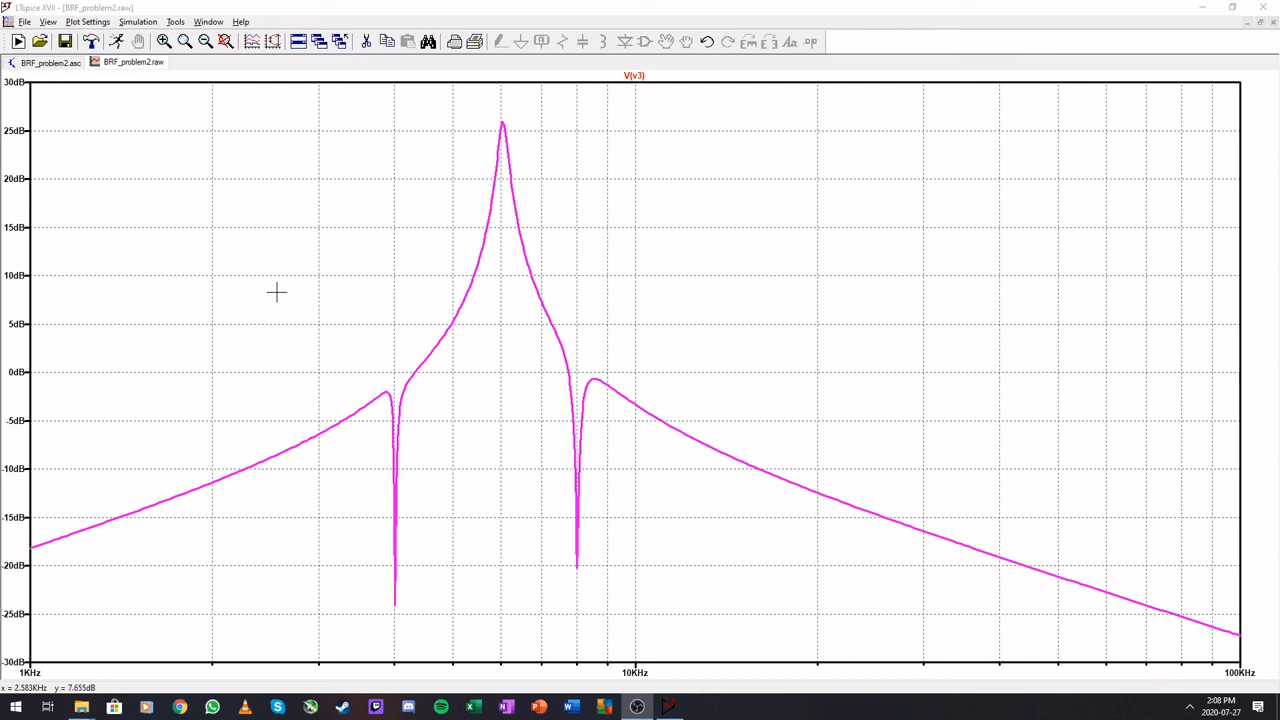 LTspice XVII - [BRF_problem2.raw]
File View Plot Settings Simulation Tools Window Help
BRF_problem2.asc BRF_problem2.raw
V(v3)
30dB
25dB
20dB
15dB
10dB
5dB
0dB
-5dB
-10dB
-15dB
-20dB
-25dB
-30dB
1KHz 10KHz 100KHz
x = 2.583KHz y = 7.655dB
2:08 PM
2020-07-27